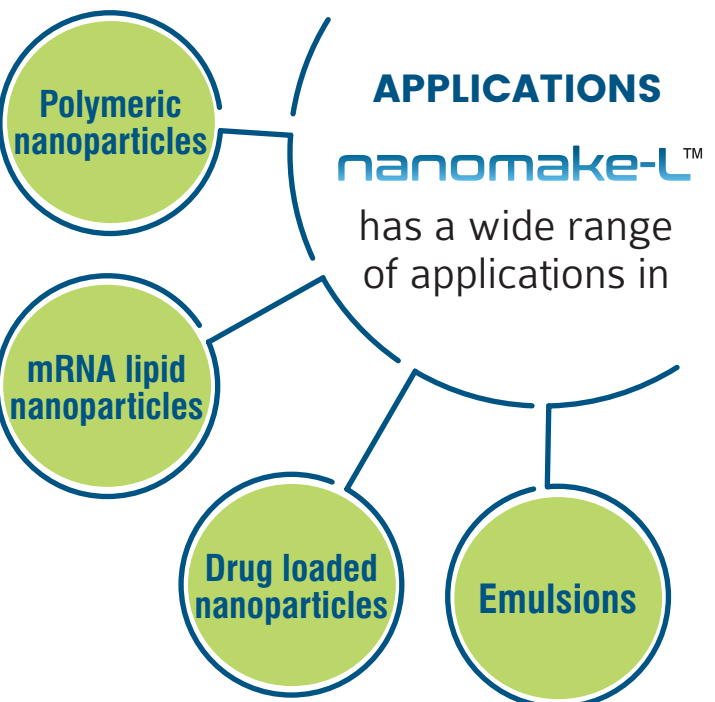 APPLICATIONS
nanomake-L™
has a wide range
of applications in
Polymeric
nanoparticles
mRNA lipid
nanoparticles
Drug loaded
nanoparticles
Emulsions